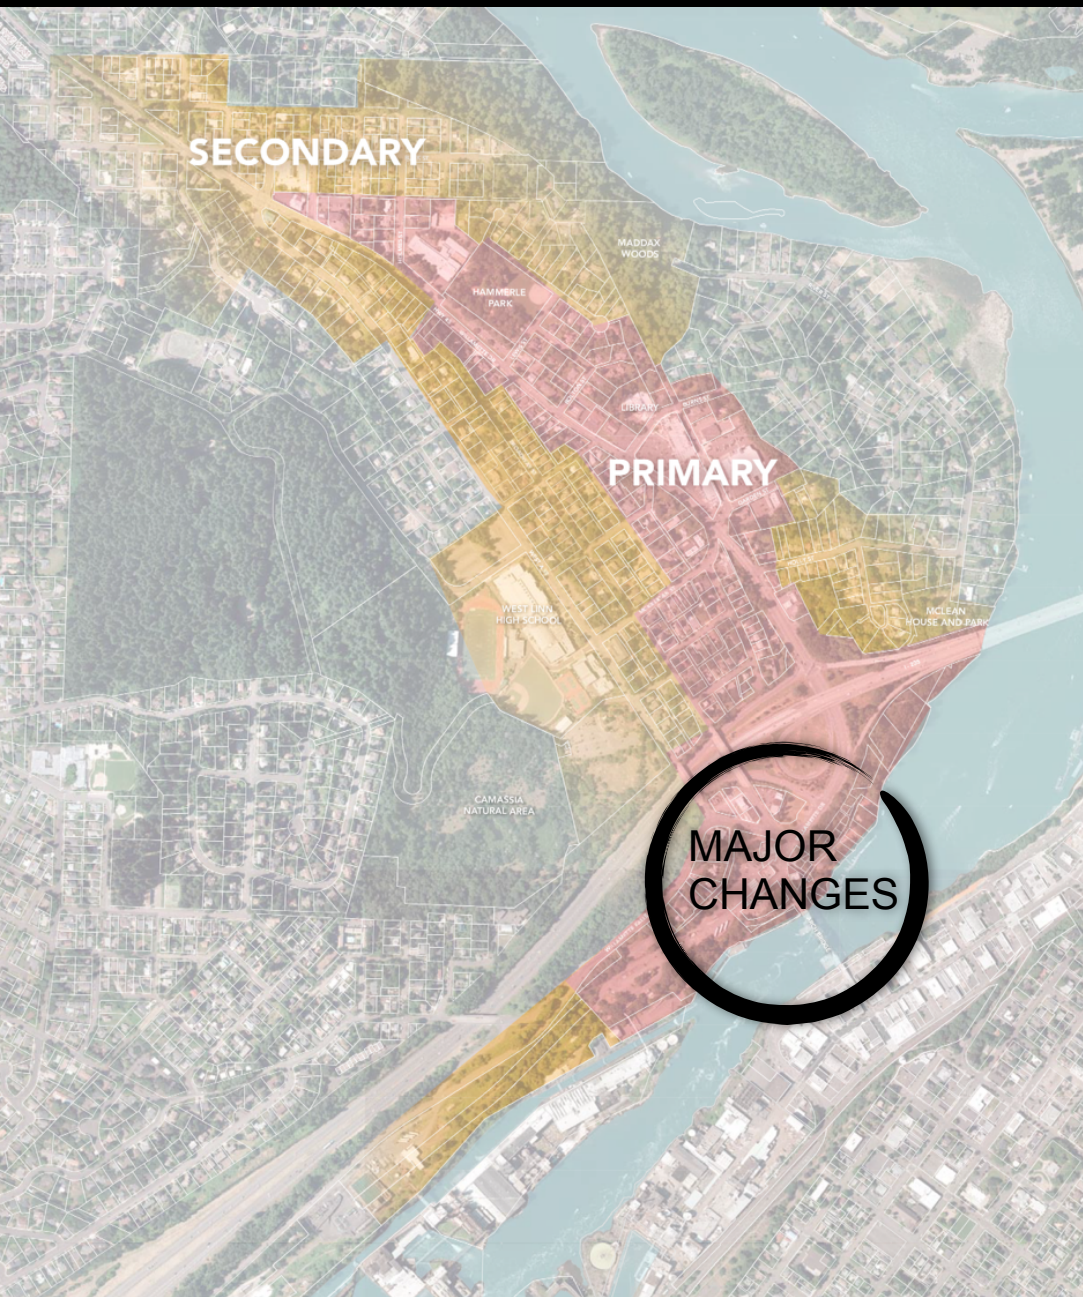 SECONDARY
MADDAX
WOODS
HAMMERLE
PARK
LIBRARY
PRIMARY
WEST LINN
HIGH SCHOOL
MCLEAN
HOUSE AND PARK
CAMASSIA
NATURAL AREA
MAJOR
CHANGES